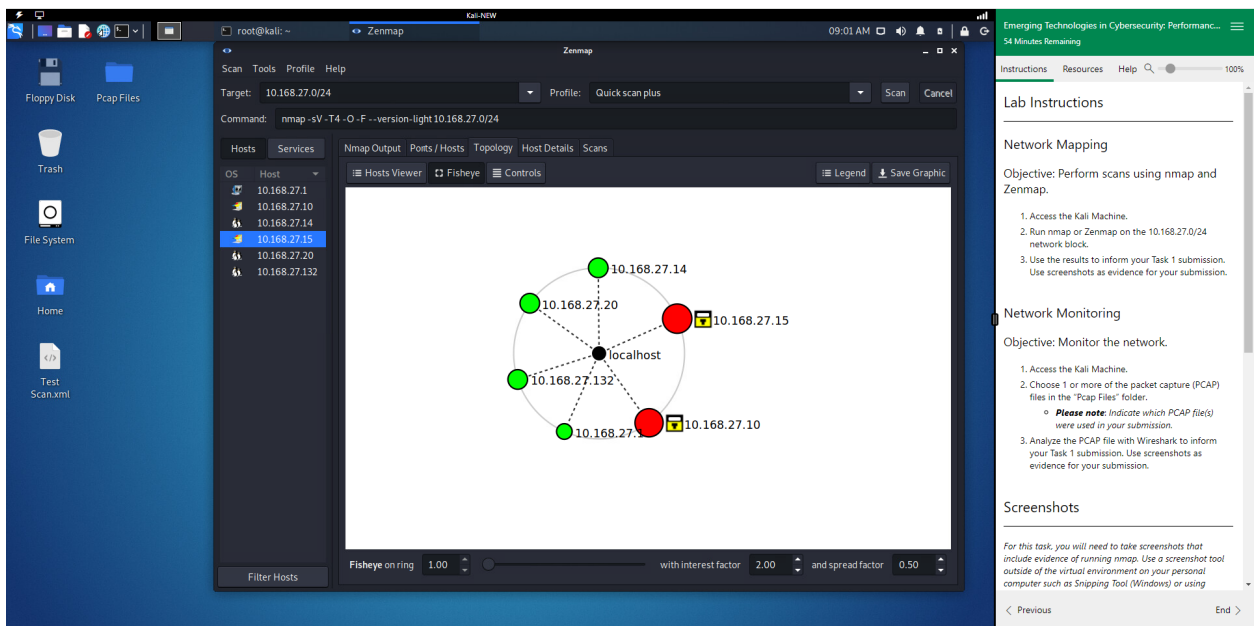 Kali-NEW
root@kali: ~
Zenmap
09:01 AM
Zenmap
Scan Tools Profile Help
Target: 10.168.27.0/24 Profile: Quick scan plus Scan Cancel
Command: nmap -sV -T4 -O -F --version-light 10.168.27.0/24
Hosts Services
OS Host
10.168.27.1
10.168.27.10
10.168.27.14
10.168.27.15
10.168.27.20
10.168.27.132
Filter Hosts
Nmap Output Ports / Hosts Topology Host Details Scans
Hosts Viewer Fisheye Controls Legend Save Graphic
10.168.27.14
10.168.27.20
10.168.27.15
localhost
10.168.27.132
10.168.27.10
10.168.27.1
Fisheye on ring 1.00 with interest factor 2.00 and spread factor 0.50
Floppy Disk
Pcap Files
Trash
File System
Home
Test
Scan.xml
Emerging Technologies in Cybersecurity: Performanc...
54 Minutes Remaining
Instructions Resources Help 100%
Lab Instructions
Network Mapping
Objective: Perform scans using nmap and
Zenmap.
1. Access the Kali Machine.
2. Run nmap or Zenmap on the 10.168.27.0/24
network block.
3. Use the results to inform your Task 1 submission.
Use screenshots as evidence for your submission.
Network Monitoring
Objective: Monitor the network.
1. Access the Kali Machine.
2. Choose 1 or more of the packet capture (PCAP)
files in the "Pcap Files" folder.
Please note: Indicate which PCAP file(s)
were used in your submission.
3. Analyze the PCAP file with Wireshark to inform
your Task 1 submission. Use screenshots as
evidence for your submission.
Screenshots
For this task, you will need to take screenshots that
include evidence of running nmap. Use a screenshot tool
outside of the virtual environment on your personal
computer such as Snipping Tool (Windows) or using
Previous End